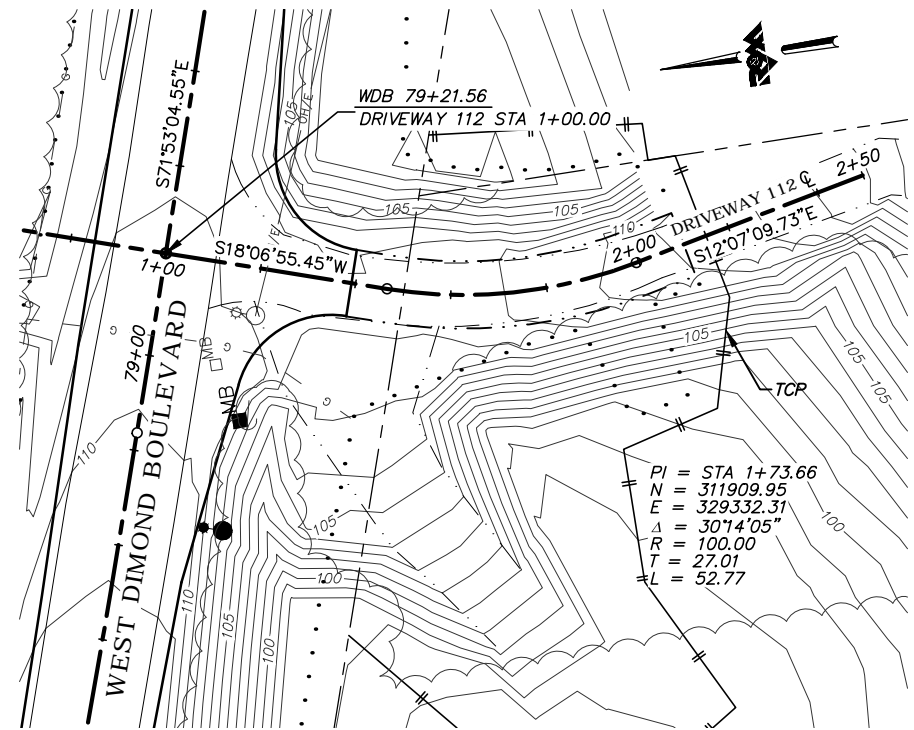 S71°53'04.55"E
WDB 79+21.56
DRIVEWAY 112 STA 1+00.00
105
OH/E
E
105
105
110
DRIVEWAY 112 ℄
2+50
2+00
S12°07'09.73"E
S18°06'55.45"W
1+00
79+00
WEST DIMOND BOULEVARD
MB
MB
105
105
105
TCP
110
PI = STA 1+73.66
N = 311909.95
E = 329332.31
Δ = 30°14'05"
R = 100.00
T = 27.01
L = 52.77
100
105
100
110
105
100